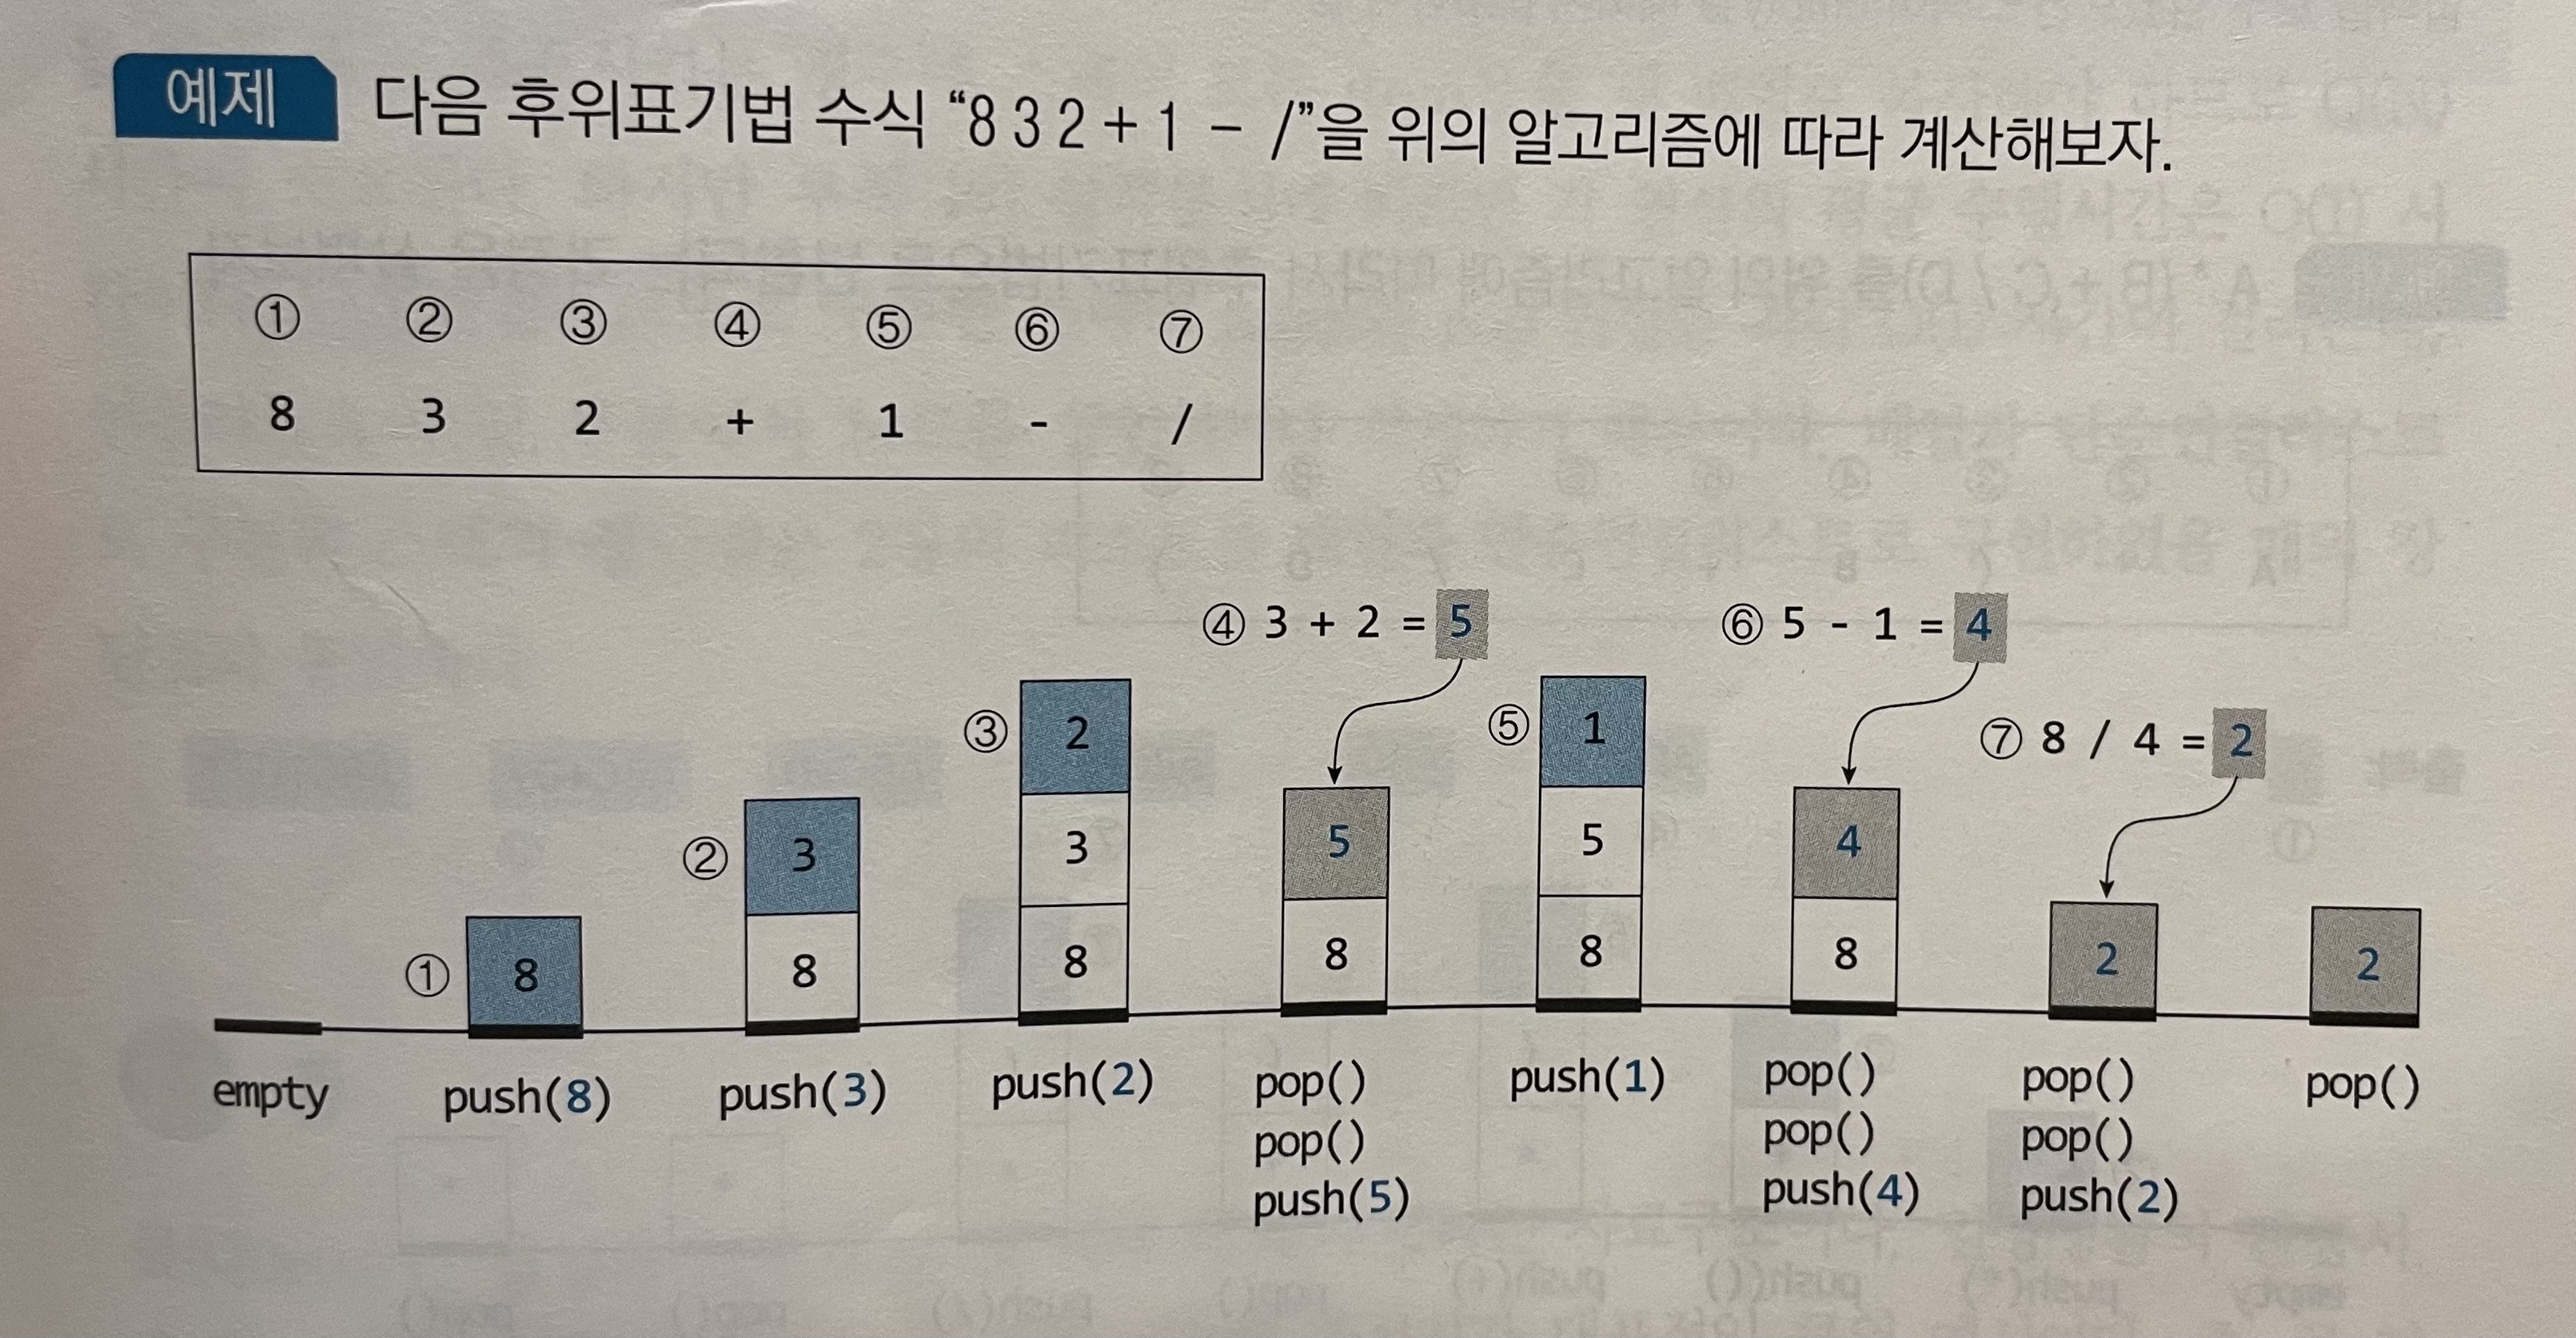 예제 다음 후위표기법 수식 “8 3 2 + 1 − /”을 위의 알고리즘에 따라 계산해보자.
① ② ③ ④ ⑤ ⑥ ⑦
8 3 2 + 1 - /
④ 3 + 2 = 5
⑥ 5 - 1 = 4
⑦ 8 / 4 = 2
① 8
② 3
8
③ 2
3
8
5
8
⑤ 1
5
8
4
8
2
2
empty
push(8)
push(3)
push(2)
pop()
pop()
push(5)
push(1)
pop()
pop()
push(4)
pop()
pop()
push(2)
pop()